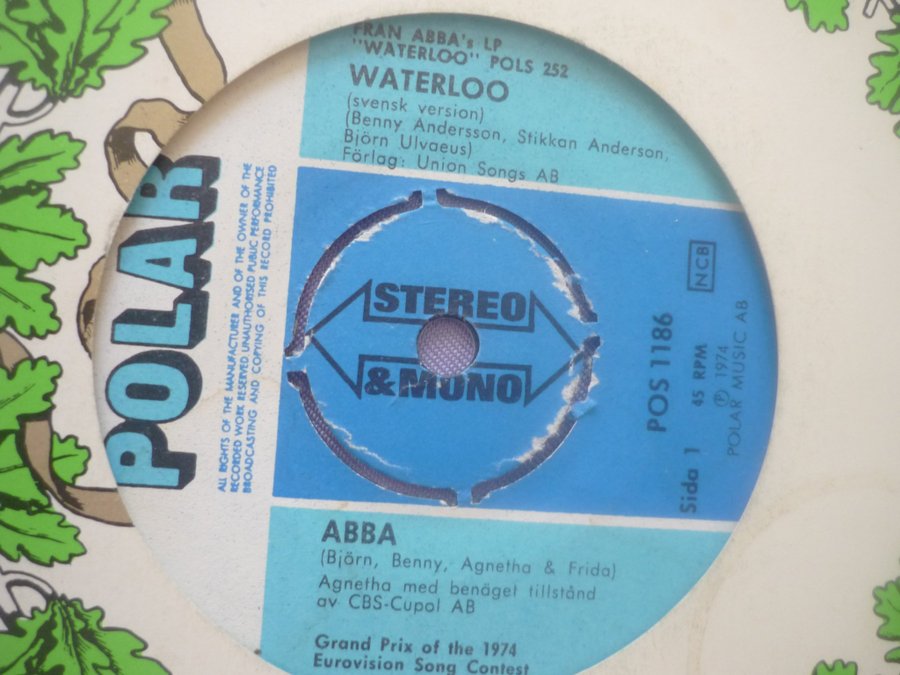 FRÅN ABBA's LP
"WATERLOO" POLS 252
WATERLOO
(svensk version)
(Benny Andersson, Stikkan Anderson,
Björn Ulvaeus)
Förlag: Union Songs AB
POLAR
ALL RIGHTS OF THE MANUFACTURER AND OF THE OWNER OF THE
RECORDED WORK RESERVED UNAUTHORISED PUBLIC PERFORMANCE
BROADCASTING AND COPYING OF THIS RECORD PROHIBITED
STEREO
& MONO
NCB
POS 1186
Sida 1
45 RPM
℗ 1974
POLAR MUSIC AB
ABBA
(Björn, Benny, Agnetha & Frida)
Agnetha med benäget tillstånd
av CBS-Cupol AB
Grand Prix of the 1974
Eurovision Song Contest